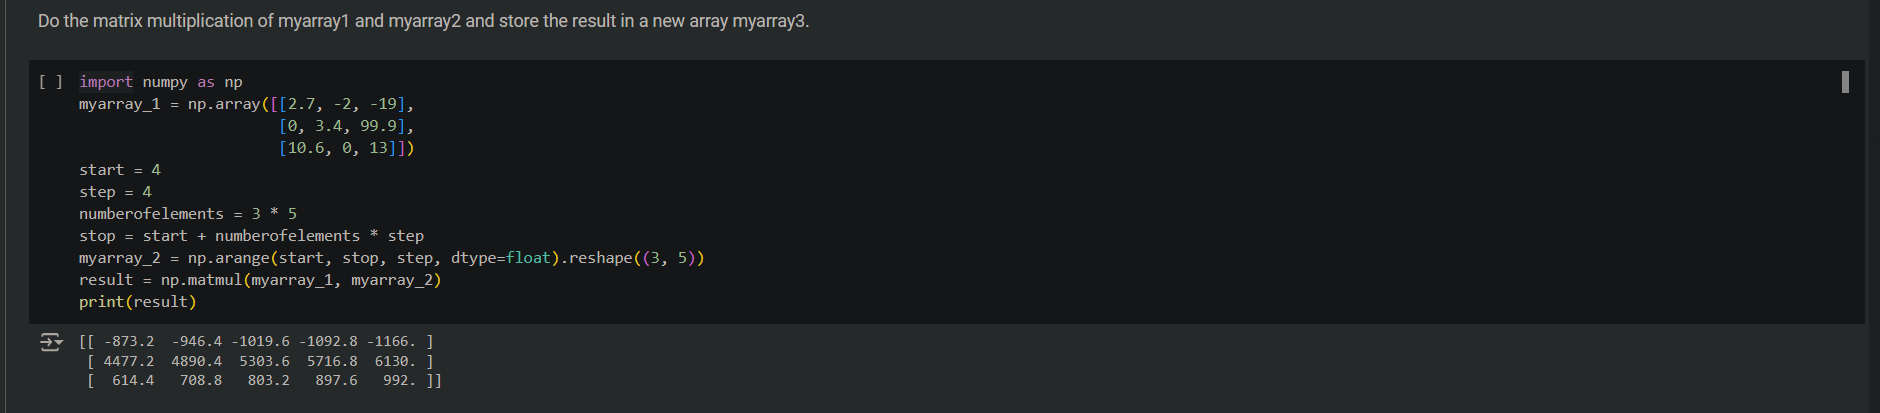 Do the matrix multiplication of myarray1 and myarray2 and store the result in a new array myarray3.
[ ] import numpy as np
myarray_1 = np.array([[2.7, -2, -19],
[0, 3.4, 99.9],
[10.6, 0, 13]])
start = 4
step = 4
numberofelements = 3 * 5
stop = start + numberofelements * step
myarray_2 = np.arange(start, stop, step, dtype=float).reshape((3, 5))
result = np.matmul(myarray_1, myarray_2)
print(result)
[[ -873.2  -946.4 -1019.6 -1092.8 -1166. ]
[ 4477.2  4890.4  5303.6  5716.8  6130. ]
[  614.4   708.8   803.2   897.6   992. ]]